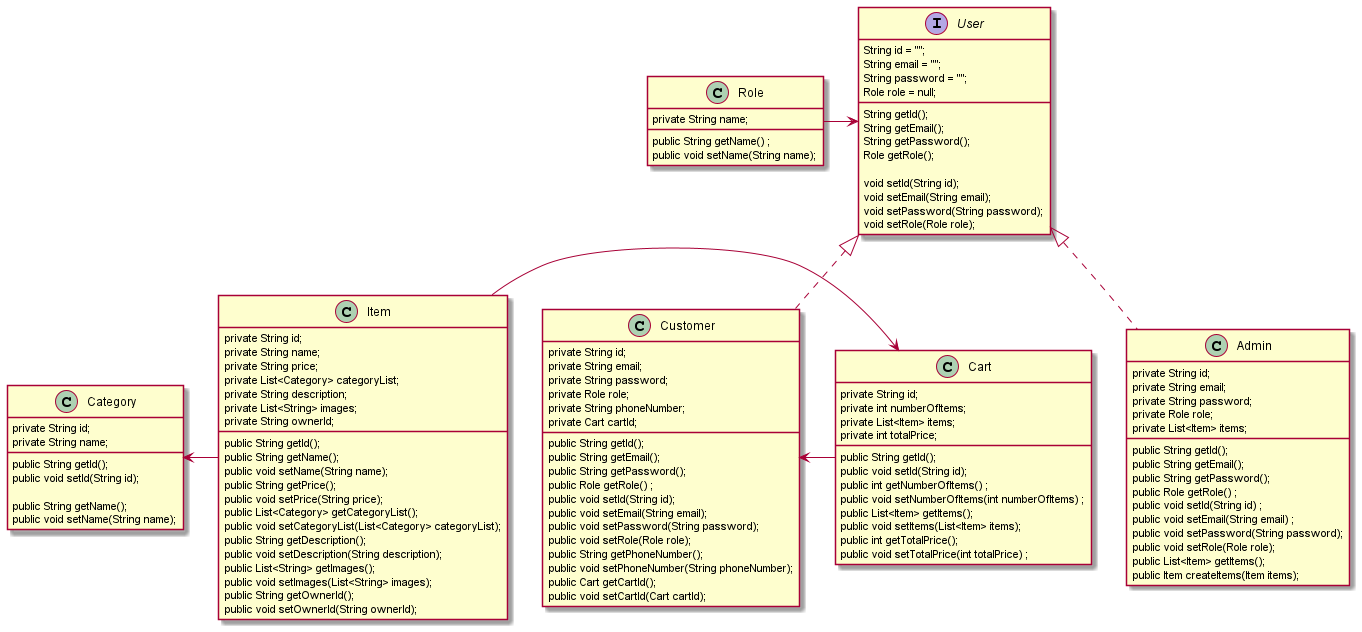 I User
String id = "";
String email = "";
String password = "";
Role role = null;
String getId();
String getEmail();
String getPassword();
Role getRole();
void setId(String id);
void setEmail(String email);
void setPassword(String password);
void setRole(Role role);
C Role
private String name;
public String getName() ;
public void setName(String name);
C Category
private String id;
private String name;
public String getId();
public void setId(String id);
public String getName();
public void setName(String name);
C Item
private String id;
private String name;
private String price;
private List<Category> categoryList;
private String description;
private List<String> images;
private String ownerId;
public String getId();
public String getName();
public void setName(String name);
public String getPrice();
public void setPrice(String price);
public List<Category> getCategoryList();
public void setCategoryList(List<Category> categoryList);
public String getDescription();
public void setDescription(String description);
public List<String> getImages();
public void setImages(List<String> images);
public String getOwnerId();
public void setOwnerId(String ownerId);
C Customer
private String id;
private String email;
private String password;
private Role role;
private String phoneNumber;
private Cart cartId;
public String getId();
public String getEmail();
public String getPassword();
public Role getRole() ;
public void setId(String id);
public void setEmail(String email);
public void setPassword(String password);
public void setRole(Role role);
public String getPhoneNumber();
public void setPhoneNumber(String phoneNumber);
public Cart getCartId();
public void setCartId(Cart cartId);
C Cart
private String id;
private int numberOfItems;
private List<Item> items;
private int totalPrice;
public String getId();
public void setId(String id);
public int getNumberOfItems() ;
public void setNumberOfItems(int numberOfItems) ;
public List<Item> getItems();
public void setItems(List<Item> items);
public int getTotalPrice();
public void setTotalPrice(int totalPrice) ;
C Admin
private String id;
private String email;
private String password;
private Role role;
private List<Item> items;
public String getId();
public String getEmail();
public String getPassword();
public Role getRole() ;
public void setId(String id) ;
public void setEmail(String email) ;
public void setPassword(String password);
public void setRole(Role role);
public List<Item> getItems();
public Item createItems(Item items);